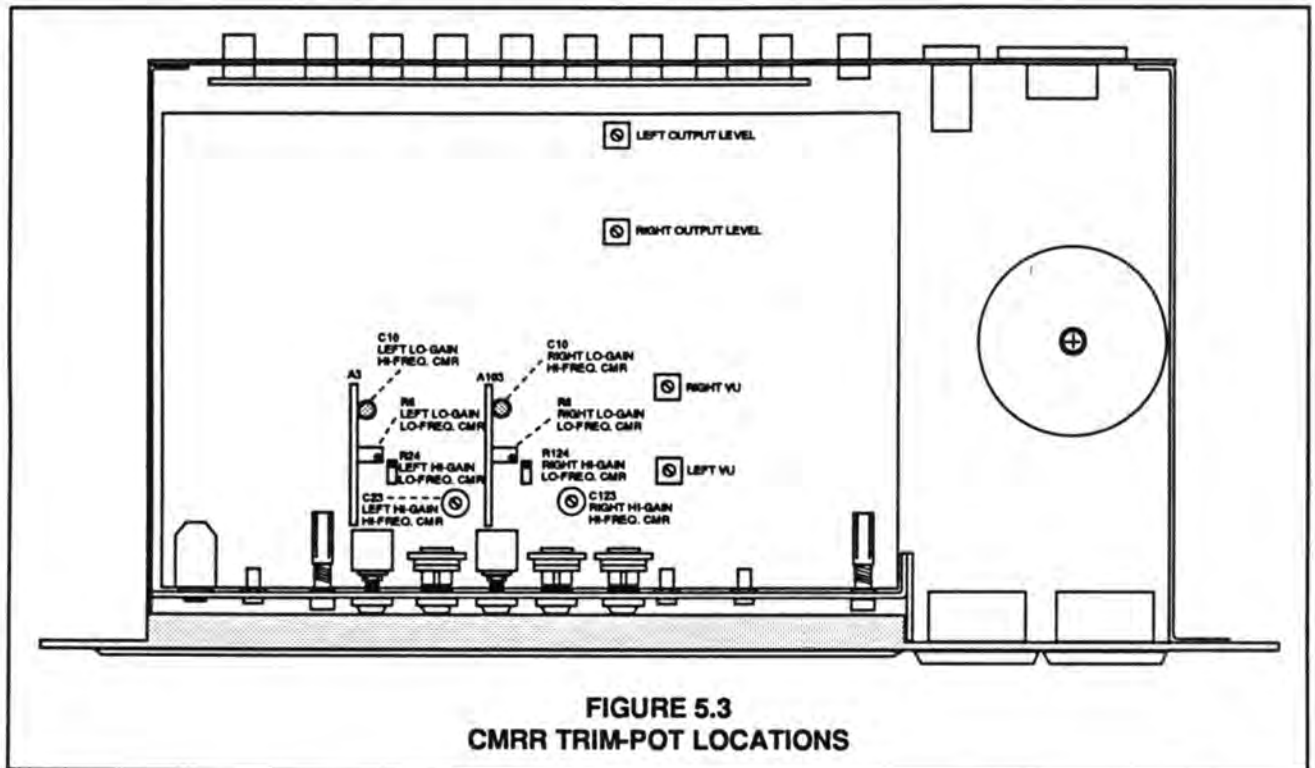 LEFT OUTPUT LEVEL
RIGHT OUTPUT LEVEL
C10
LEFT LO-GAIN
HI-FREQ. CMR
C10
RIGHT LO-GAIN
HI-FREQ. CMR
A3
A103
RIGHT VU
R6
LEFT LO-GAIN
LO-FREQ. CMR
R6
RIGHT LO-GAIN
LO-FREQ. CMR
R24
LEFT HI-GAIN
LO-FREQ. CMR
R124
RIGHT HI-GAIN
LO-FREQ. CMR
LEFT VU
C23
LEFT HI-GAIN
HI-FREQ. CMR
C123
RIGHT HI-GAIN
HI-FREQ. CMR
FIGURE 5.3
CMRR TRIM-POT LOCATIONS